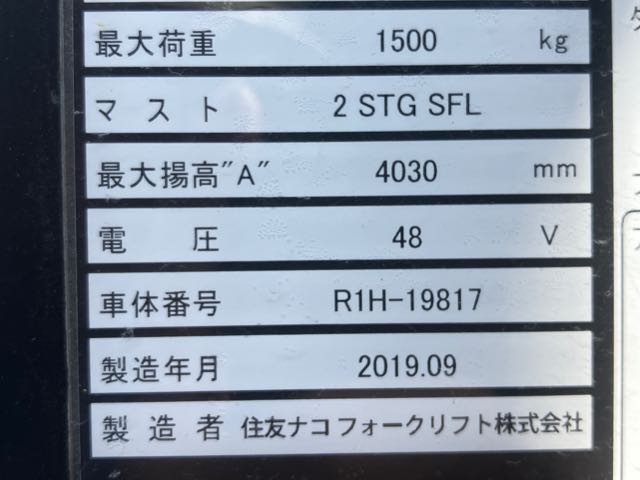 最大荷重 1500 kg
マスト 2 STG SFL
最大揚高"A" 4030 mm
電圧 48 V
車体番号 R1H-19817
製造年月 2019.09
製造者 住友ナコ フォークリフト株式会社